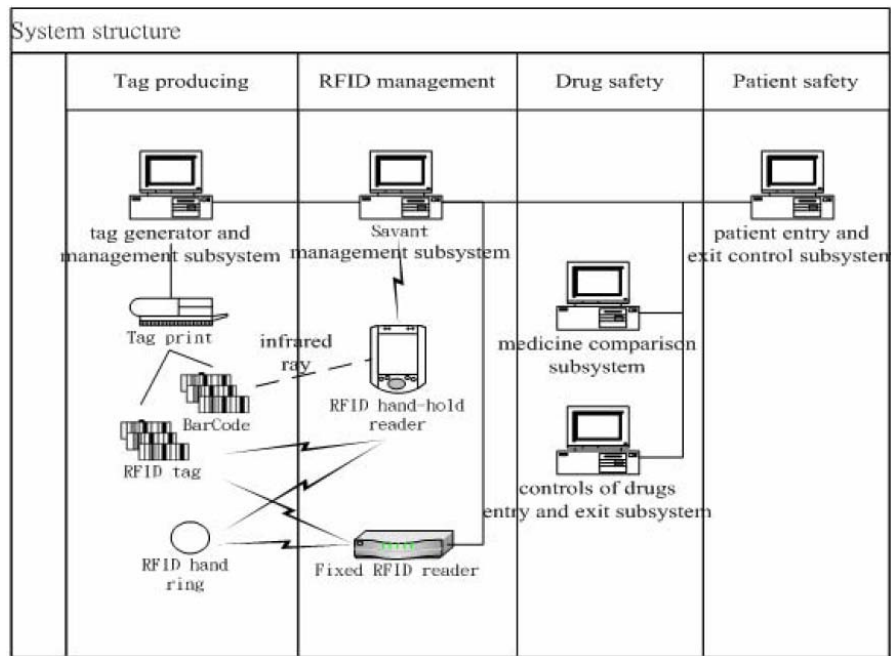 System structure
Tag producing
RFID management
Drug safety
Patient safety
tag generator and
management subsystem
Savant
management subsystem
patient entry and
exit control subsystem
Tag print
infrared
ray
medicine comparison
subsystem
BarCode
RFID hand-hold
reader
RFID tag
controls of drugs
entry and exit subsystem
RFID hand
ring
Fixed RFID reader